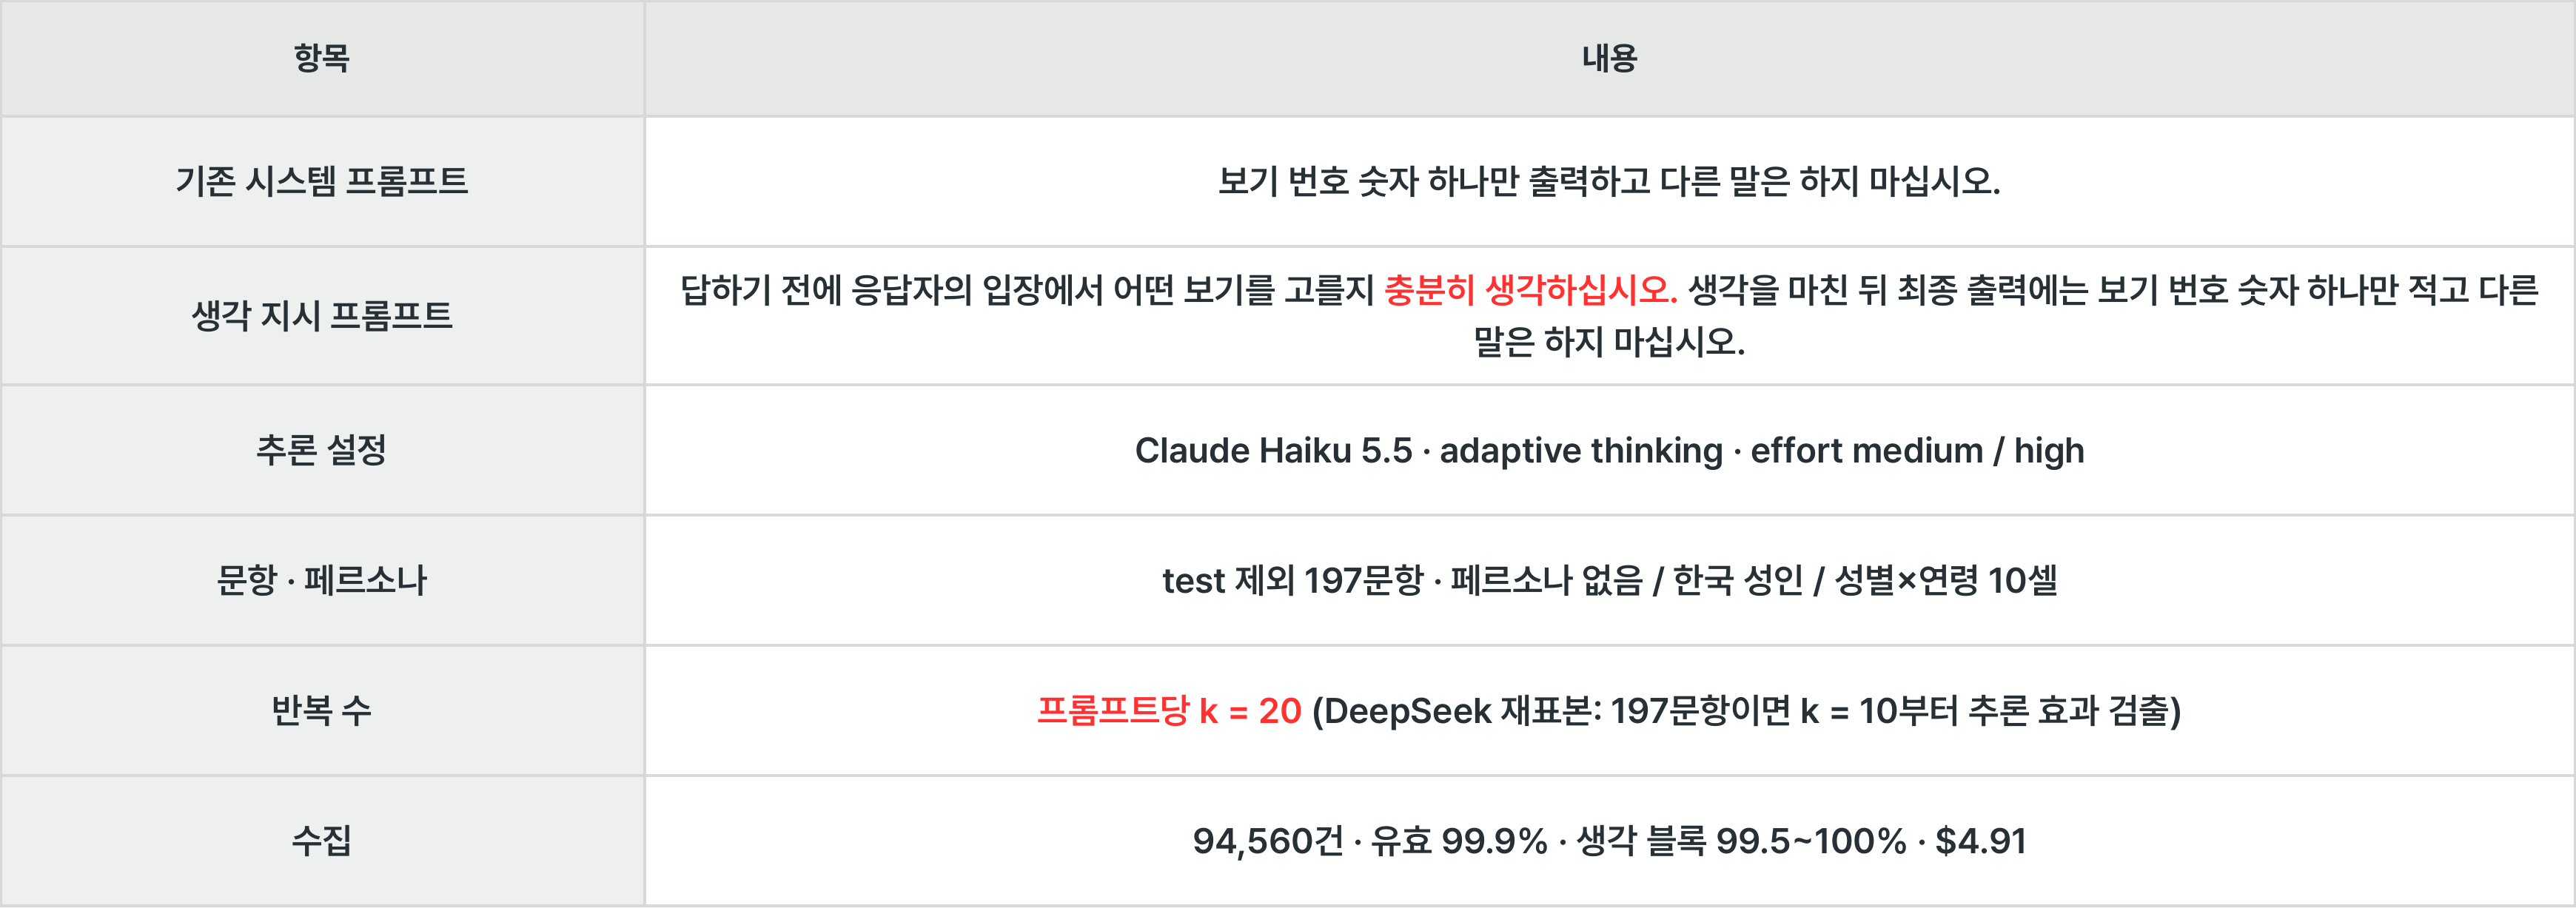 항목
내용
기존 시스템 프롬프트
보기 번호 숫자 하나만 출력하고 다른 말은 하지 마십시오.
생각 지시 프롬프트
답하기 전에 응답자의 입장에서 어떤 보기를 고를지 충분히 생각하십시오. 생각을 마친 뒤 최종 출력에는 보기 번호 숫자 하나만 적고 다른
말은 하지 마십시오.
추론 설정
Claude Haiku 5.5 · adaptive thinking · effort medium / high
문항 · 페르소나
test 제외 197문항 · 페르소나 없음 / 한국 성인 / 성별×연령 10셀
반복 수
프롬프트당 k = 20 (DeepSeek 재표본: 197문항이면 k = 10부터 추론 효과 검출)
수집
94,560건 · 유효 99.9% · 생각 블록 99.5~100% · $4.91